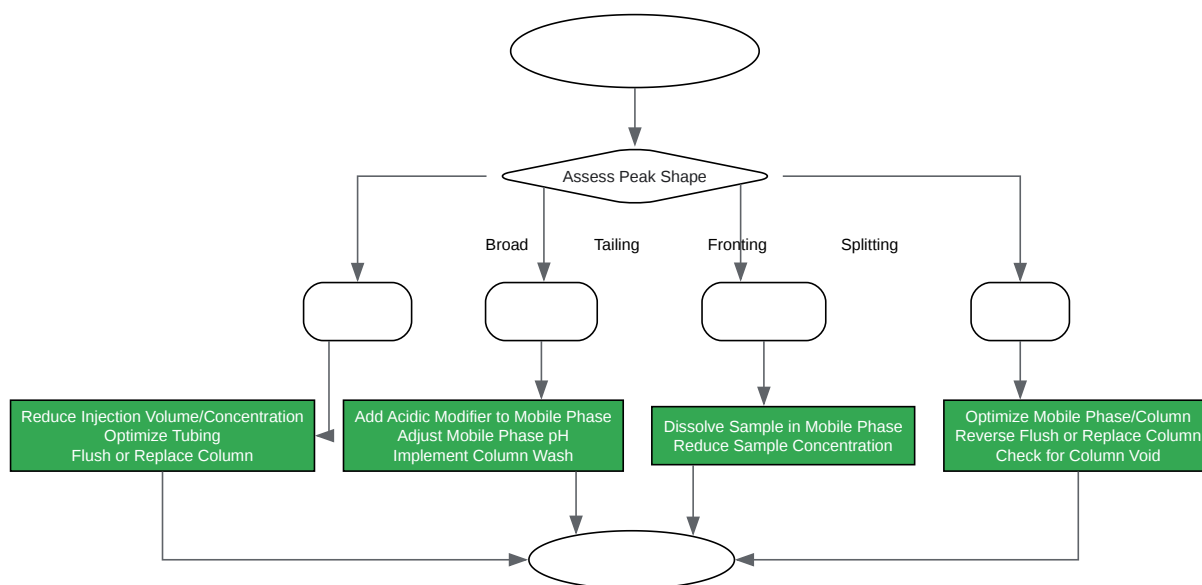 Assess Peak Shape
Broad
Tailing
Fronting
Splitting
Reduce Injection Volume/Concentration
Optimize Tubing
Flush or Replace Column
Add Acidic Modifier to Mobile Phase
Adjust Mobile Phase pH
Implement Column Wash
Dissolve Sample in Mobile Phase
Reduce Sample Concentration
Optimize Mobile Phase/Column
Reverse Flush or Replace Column
Check for Column Void